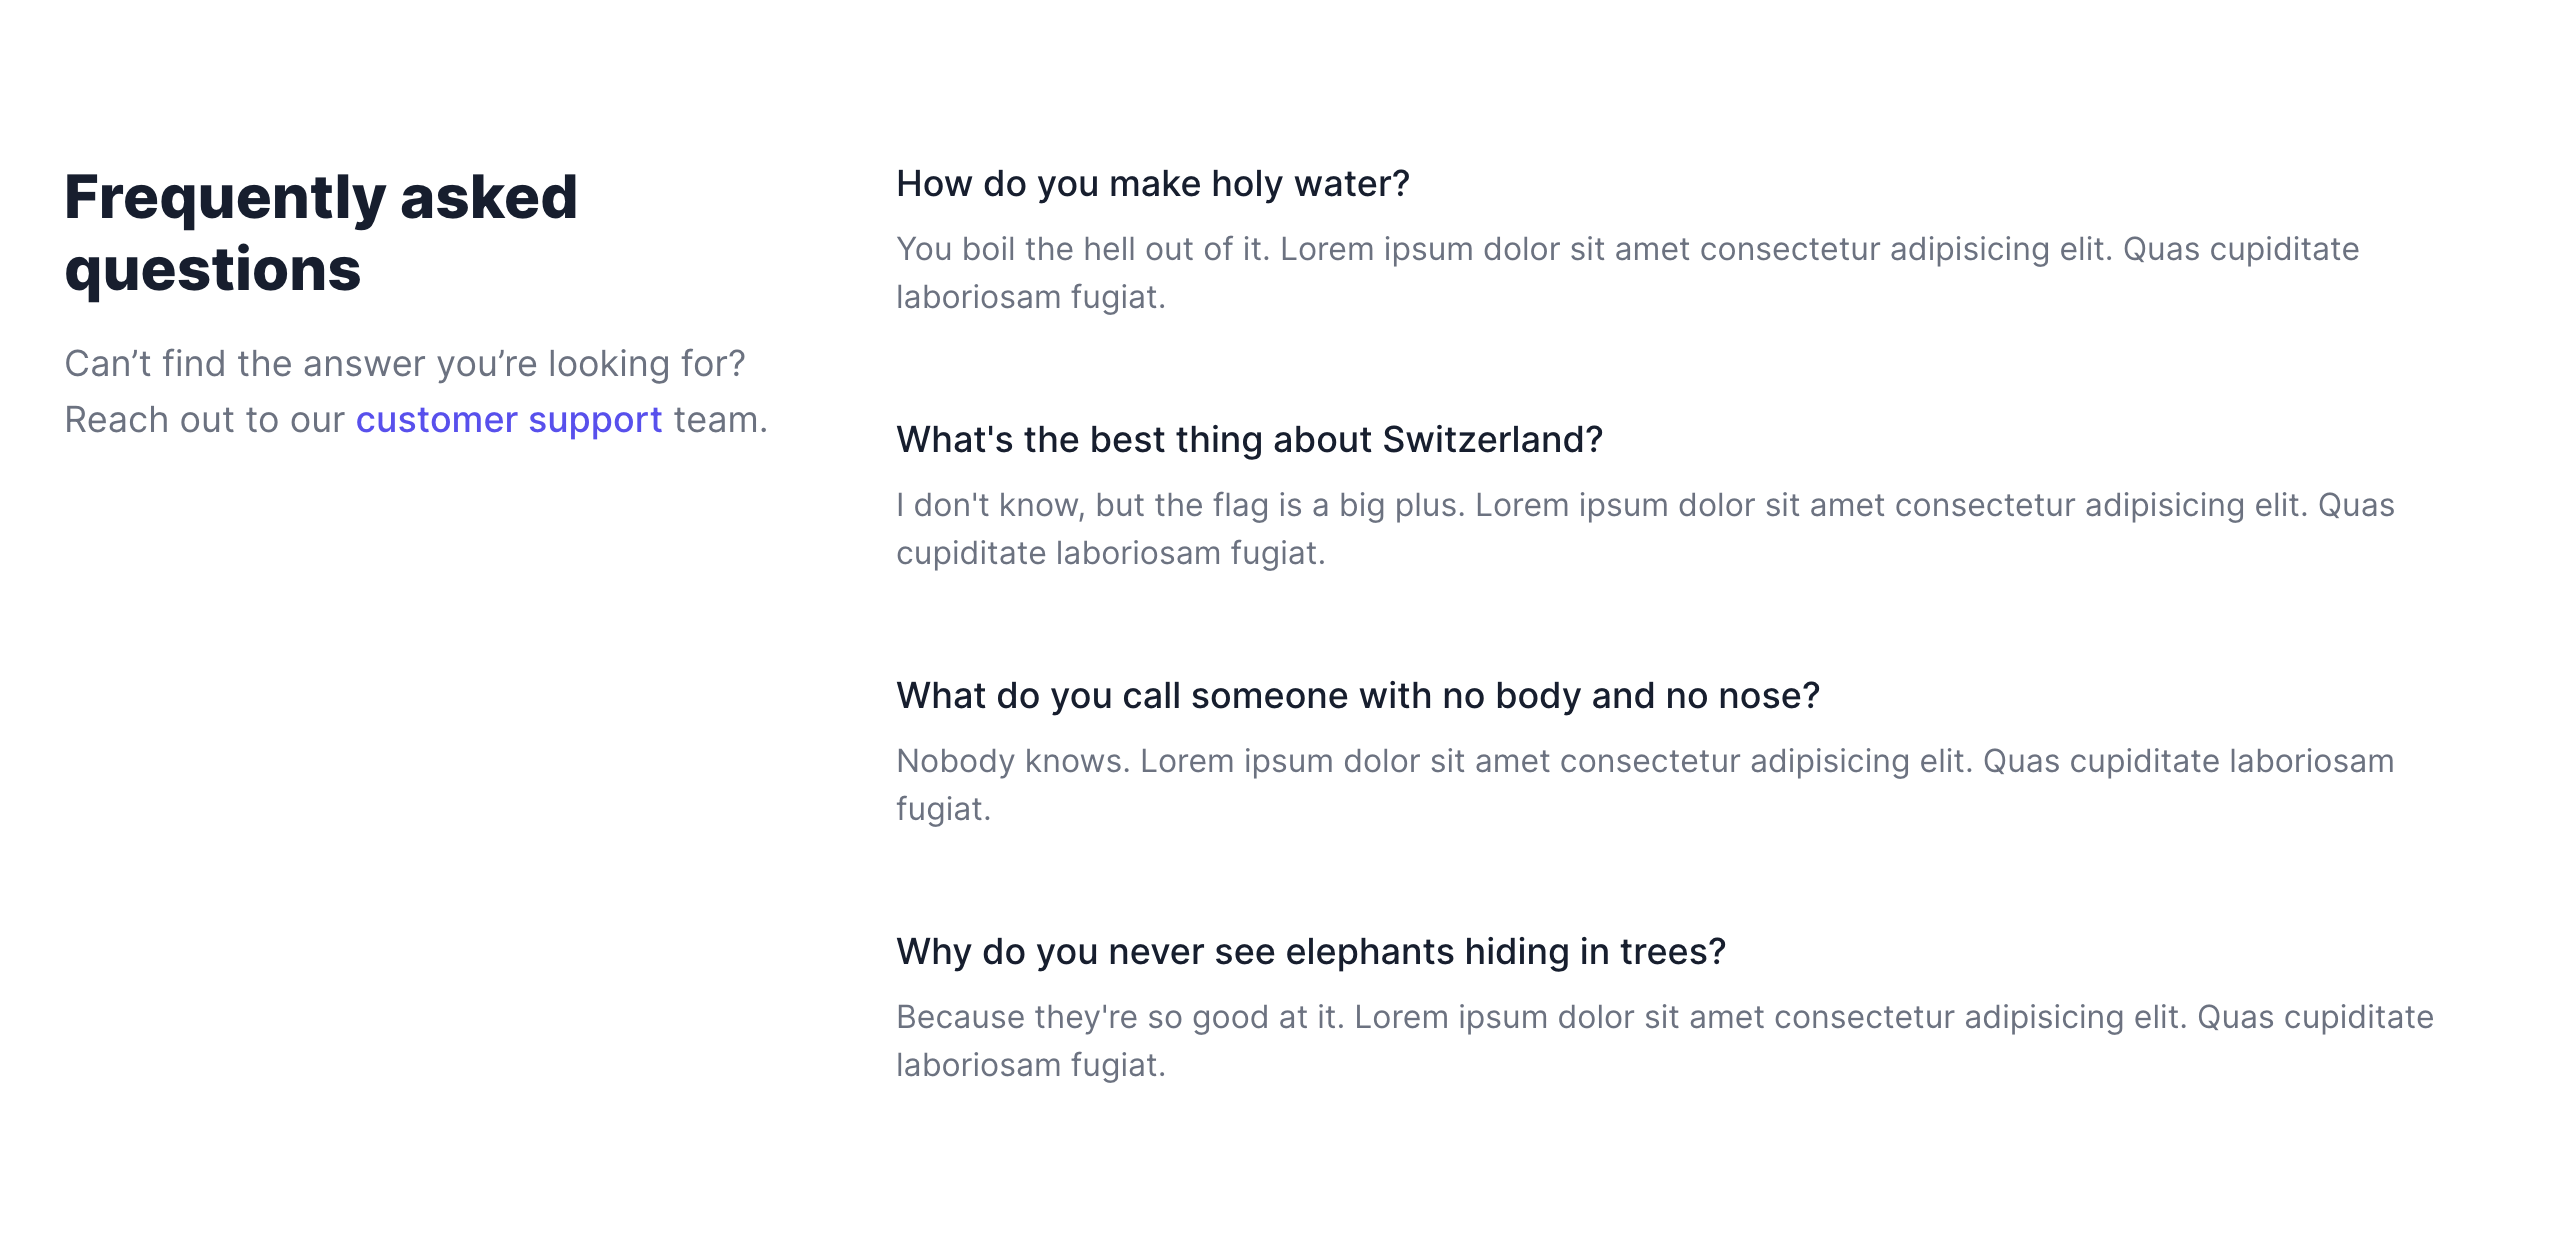 Frequently asked
questions
Can’t find the answer you’re looking for?
Reach out to our customer support team.
How do you make holy water?
You boil the hell out of it. Lorem ipsum dolor sit amet consectetur adipisicing elit. Quas cupiditate
laboriosam fugiat.
What's the best thing about Switzerland?
I don't know, but the flag is a big plus. Lorem ipsum dolor sit amet consectetur adipisicing elit. Quas
cupiditate laboriosam fugiat.
What do you call someone with no body and no nose?
Nobody knows. Lorem ipsum dolor sit amet consectetur adipisicing elit. Quas cupiditate laboriosam
fugiat.
Why do you never see elephants hiding in trees?
Because they're so good at it. Lorem ipsum dolor sit amet consectetur adipisicing elit. Quas cupiditate
laboriosam fugiat.